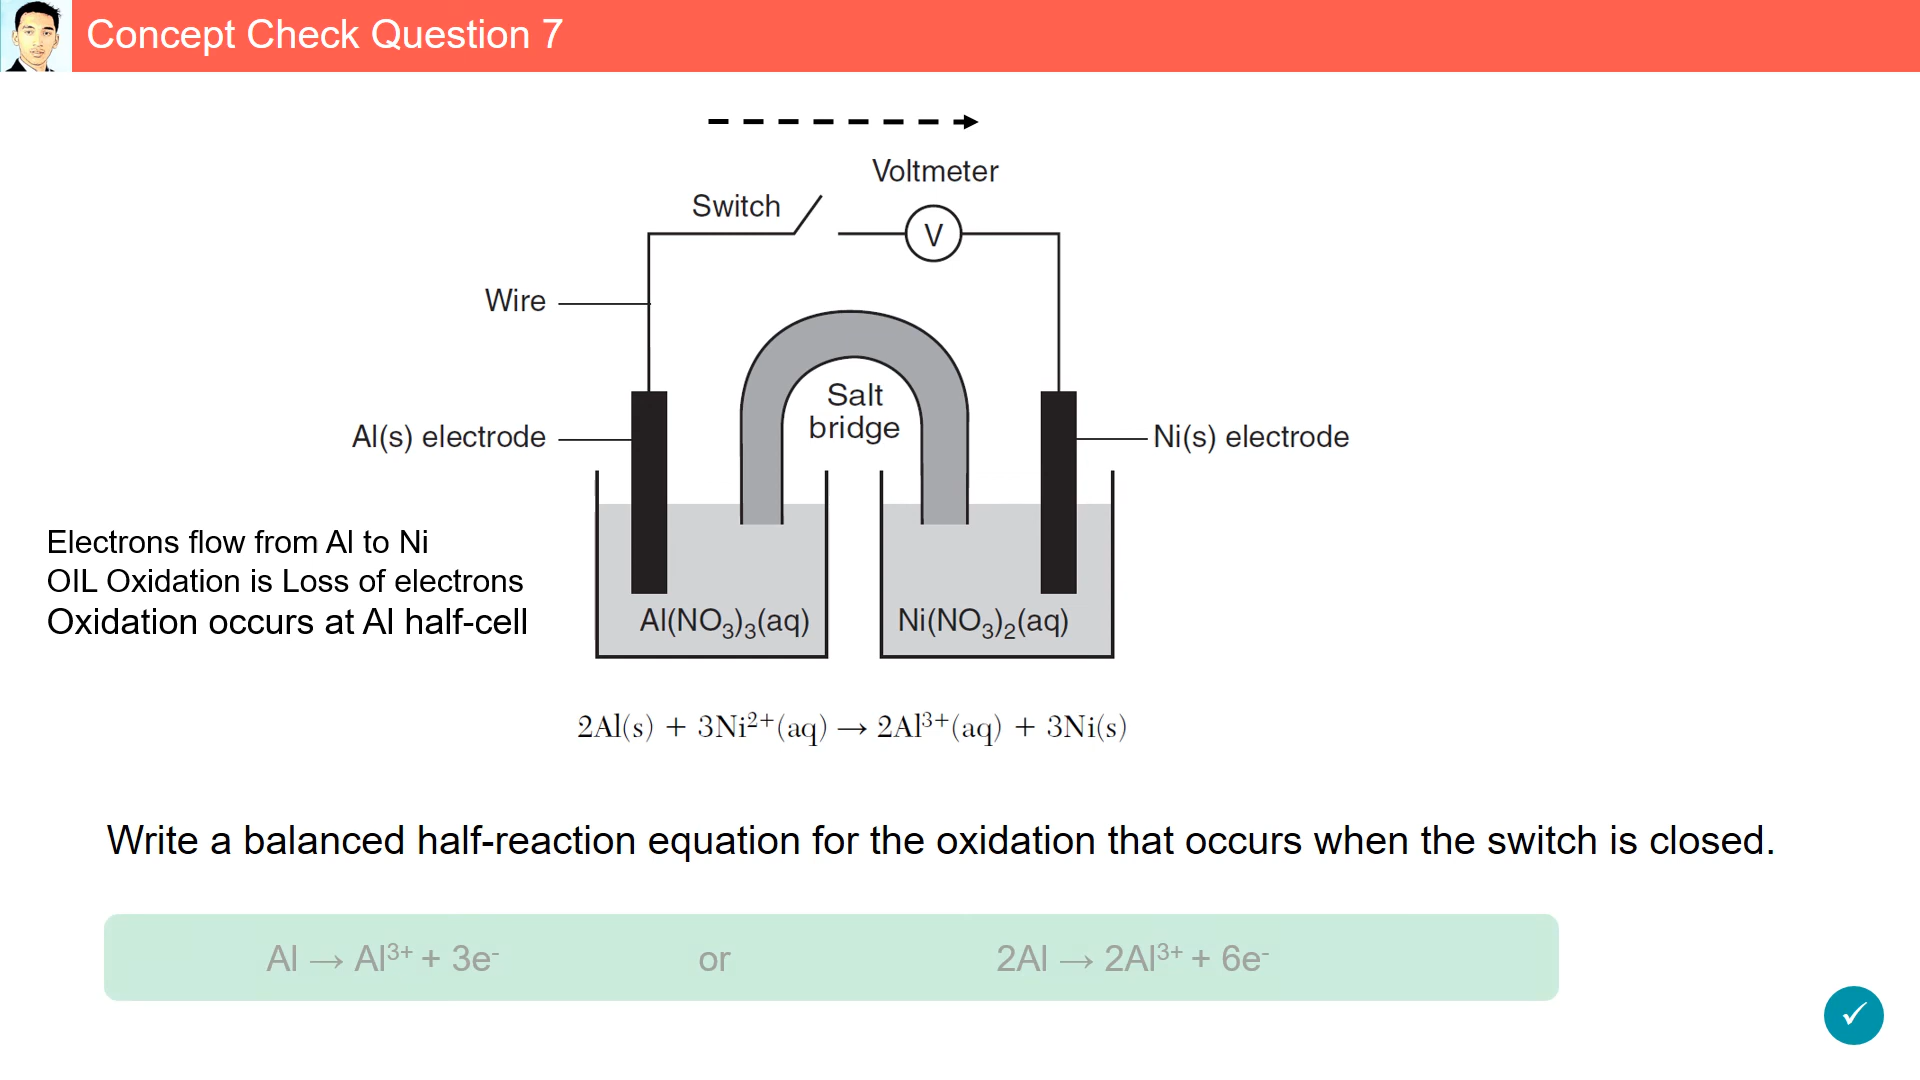 Concept Check Question 7
Voltmeter
Switch
V
Wire
Salt
bridge
Al(s) electrode
Ni(s) electrode
Electrons flow from Al to Ni
OIL Oxidation is Loss of electrons
Oxidation occurs at Al half-cell
Al(NO₃)₃(aq)
Ni(NO₃)₂(aq)
2Al(s) + 3Ni²⁺(aq) → 2Al³⁺(aq) + 3Ni(s)
Write a balanced half-reaction equation for the oxidation that occurs when the switch is closed.
Al → Al³⁺ + 3e⁻ or 2Al → 2Al³⁺ + 6e⁻